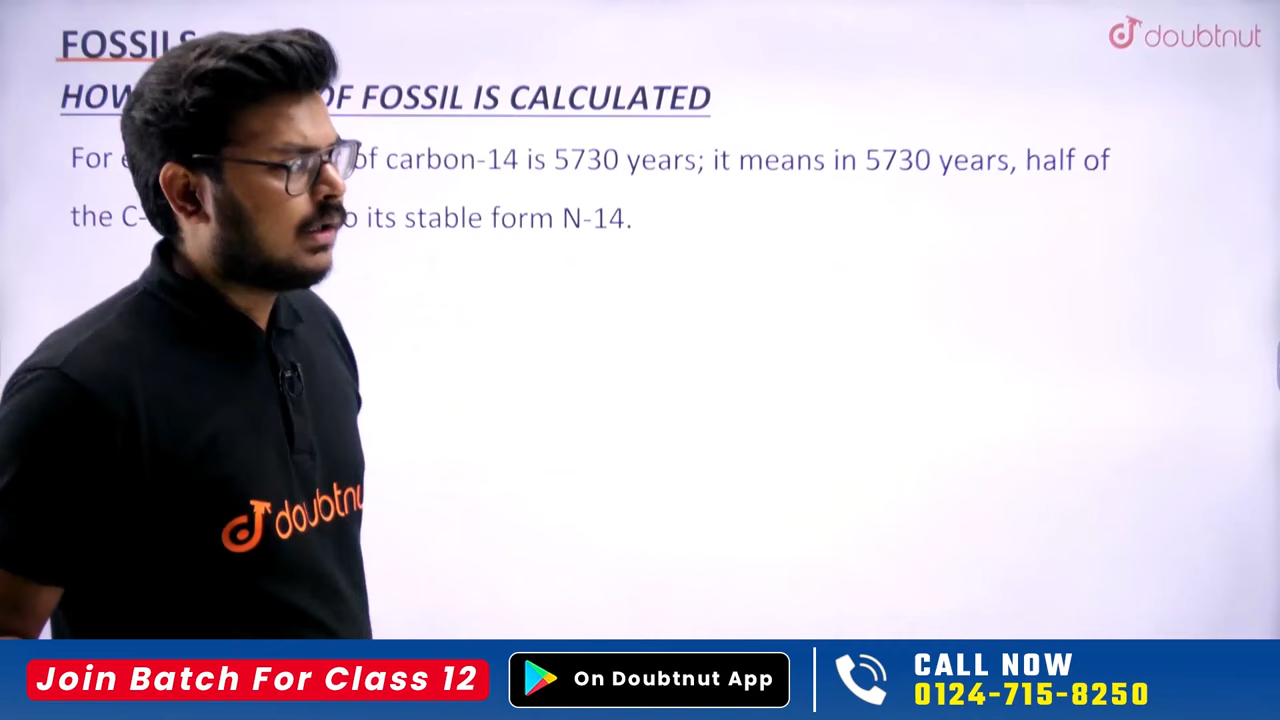 FOSSILS
doubtnut
HOW OF FOSSIL IS CALCULATED
For of carbon-14 is 5730 years; it means in 5730 years, half of
the C- its stable form N-14.
doubtnut
Join Batch For Class 12
On Doubtnut App
CALL NOW
0124-715-8250